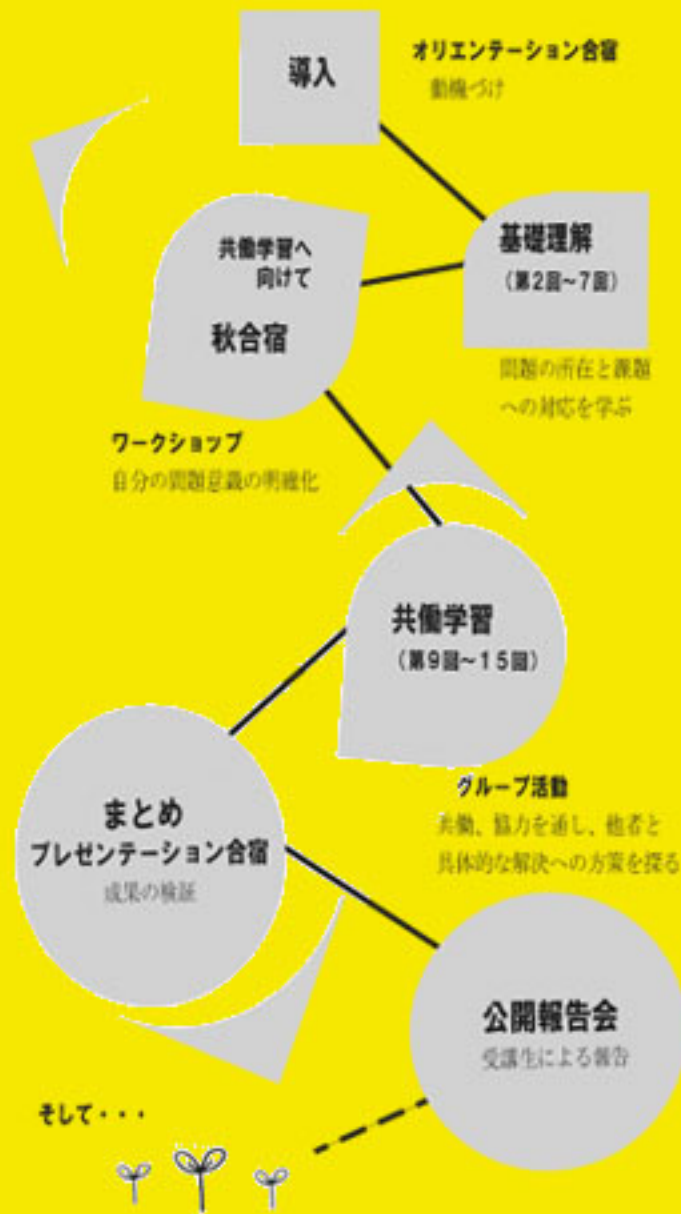 導入
オリエンテーション合宿
動機づけ
基礎理解
（第2回～7回）
問題の所在と課題
への対応を学ぶ
共働学習へ
向けて
秋合宿
ワークショップ
自分の問題意識の明確化
共働学習
（第9回～15回）
グループ活動
共働、協力を通し、他者と
具体的な解決への方策を探る
まとめ
プレゼンテーション合宿
成果の検証
公開報告会
受講生による報告
そして・・・